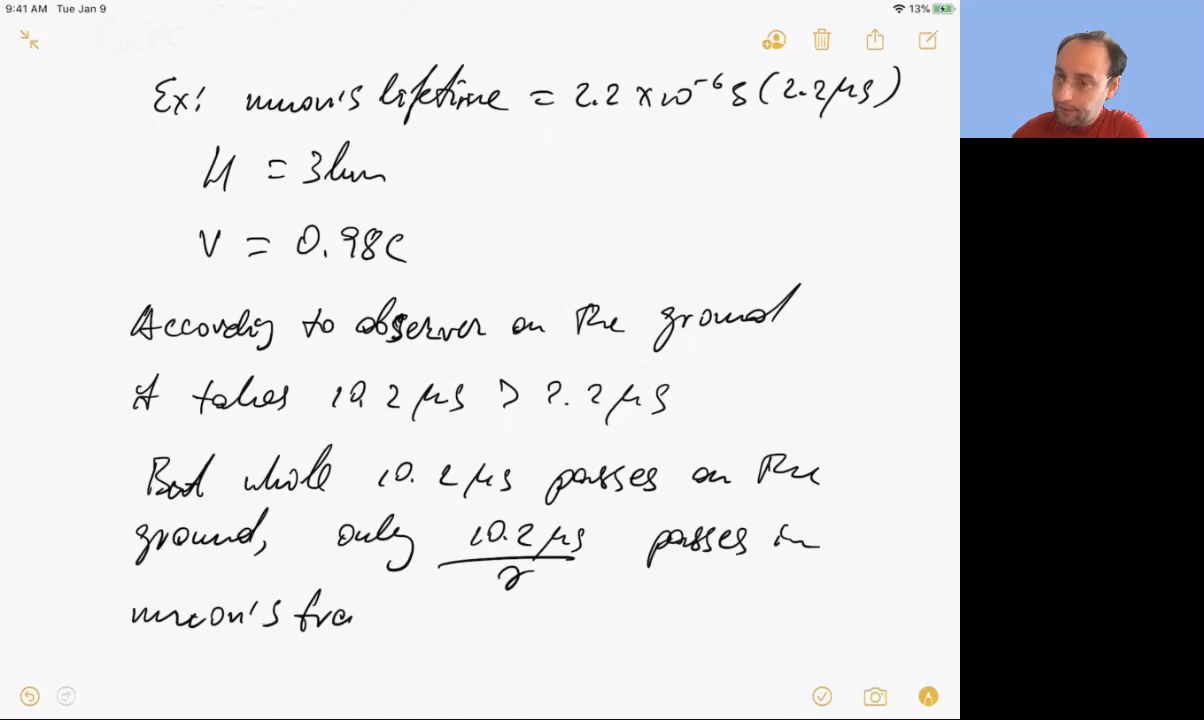 9:41 AM Tue Jan 9
13%
Ex: muon's lifetime = 2.2 × 10⁻⁶ s (2.2 μs)
H = 3km
V = 0.98C
According to observer on the ground
it takes 10.2 μs > 2.2 μs
But while 10.2 μs passes on the
ground, only 10.2 μs / γ passes in
muon's fra